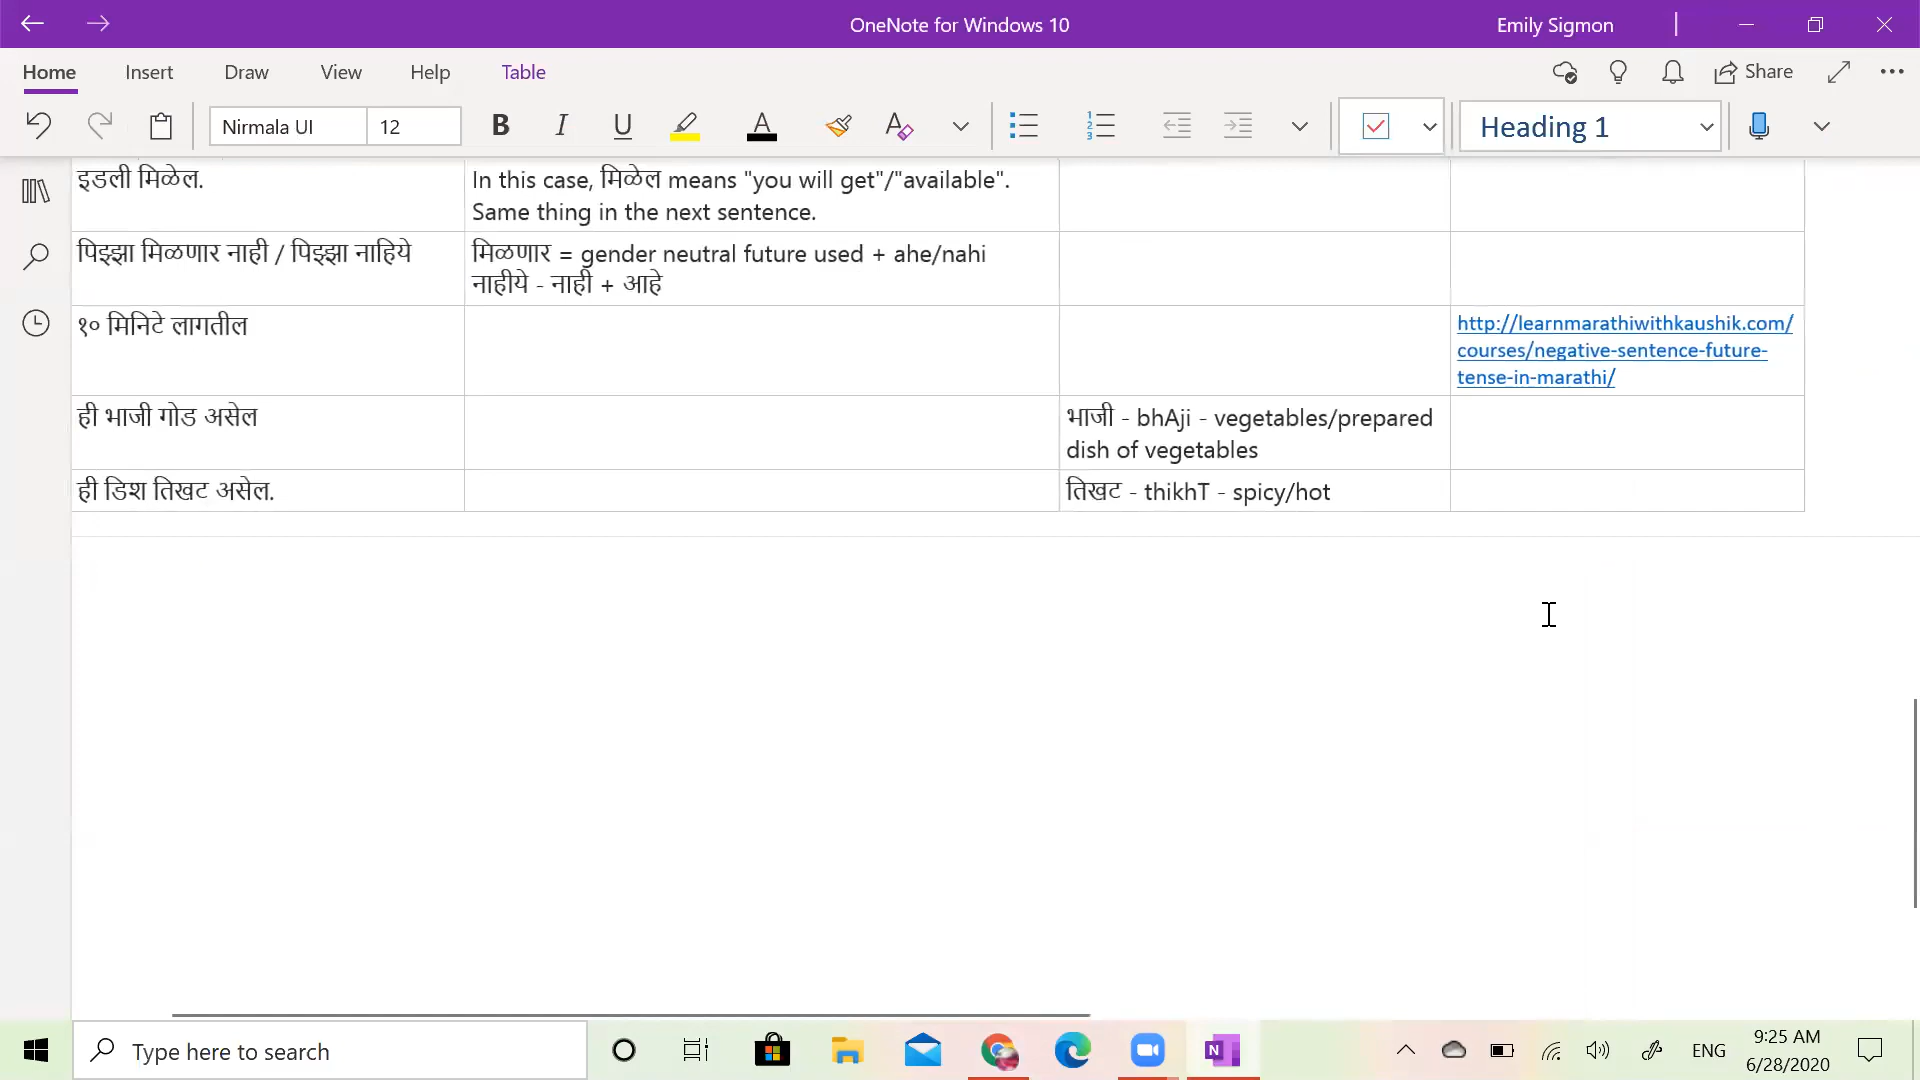 OneNote for Windows 10
Emily Sigmon
Home Insert Draw View Help Table
Share
Nirmala UI 12 B I U A A Heading 1
इडली मिळेल.
In this case, मिळेल means "you will get"/"available".
Same thing in the next sentence.
पिझ्झा मिळणार नाही / पिझ्झा नाहिये
मिळणार = gender neutral future used + ahe/nahi
नाहीये - नाही + आहे
१० मिनिटे लागतील
http://learnmarathiwithkaushik.com/
courses/negative-sentence-future-
tense-in-marathi/
ही भाजी गोड असेल
भाजी - bhAji - vegetables/prepared
dish of vegetables
ही डिश तिखट असेल.
तिखट - thikhT - spicy/hot
Type here to search
ENG
9:25 AM
6/28/2020